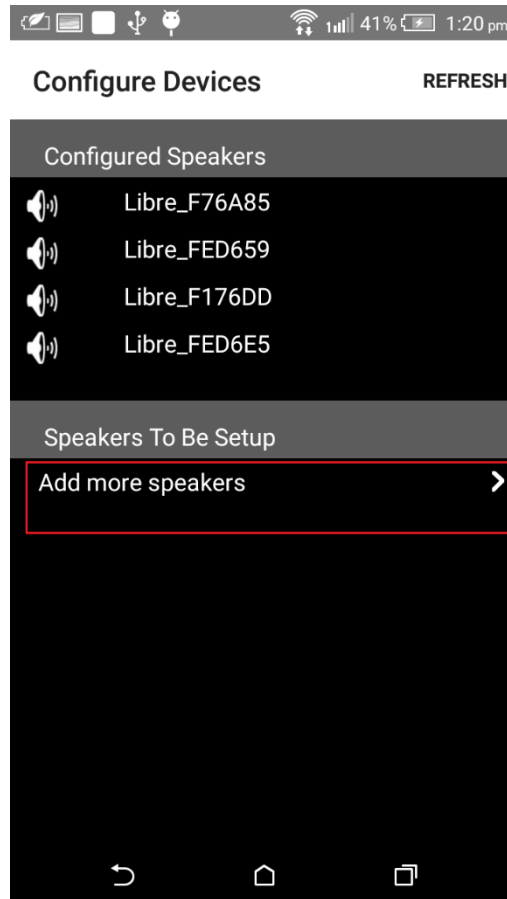 1 41% 1:20 pm
Configure Devices REFRESH
Configured Speakers
Libre_F76A85
Libre_FED659
Libre_F176DD
Libre_FED6E5
Speakers To Be Setup
Add more speakers